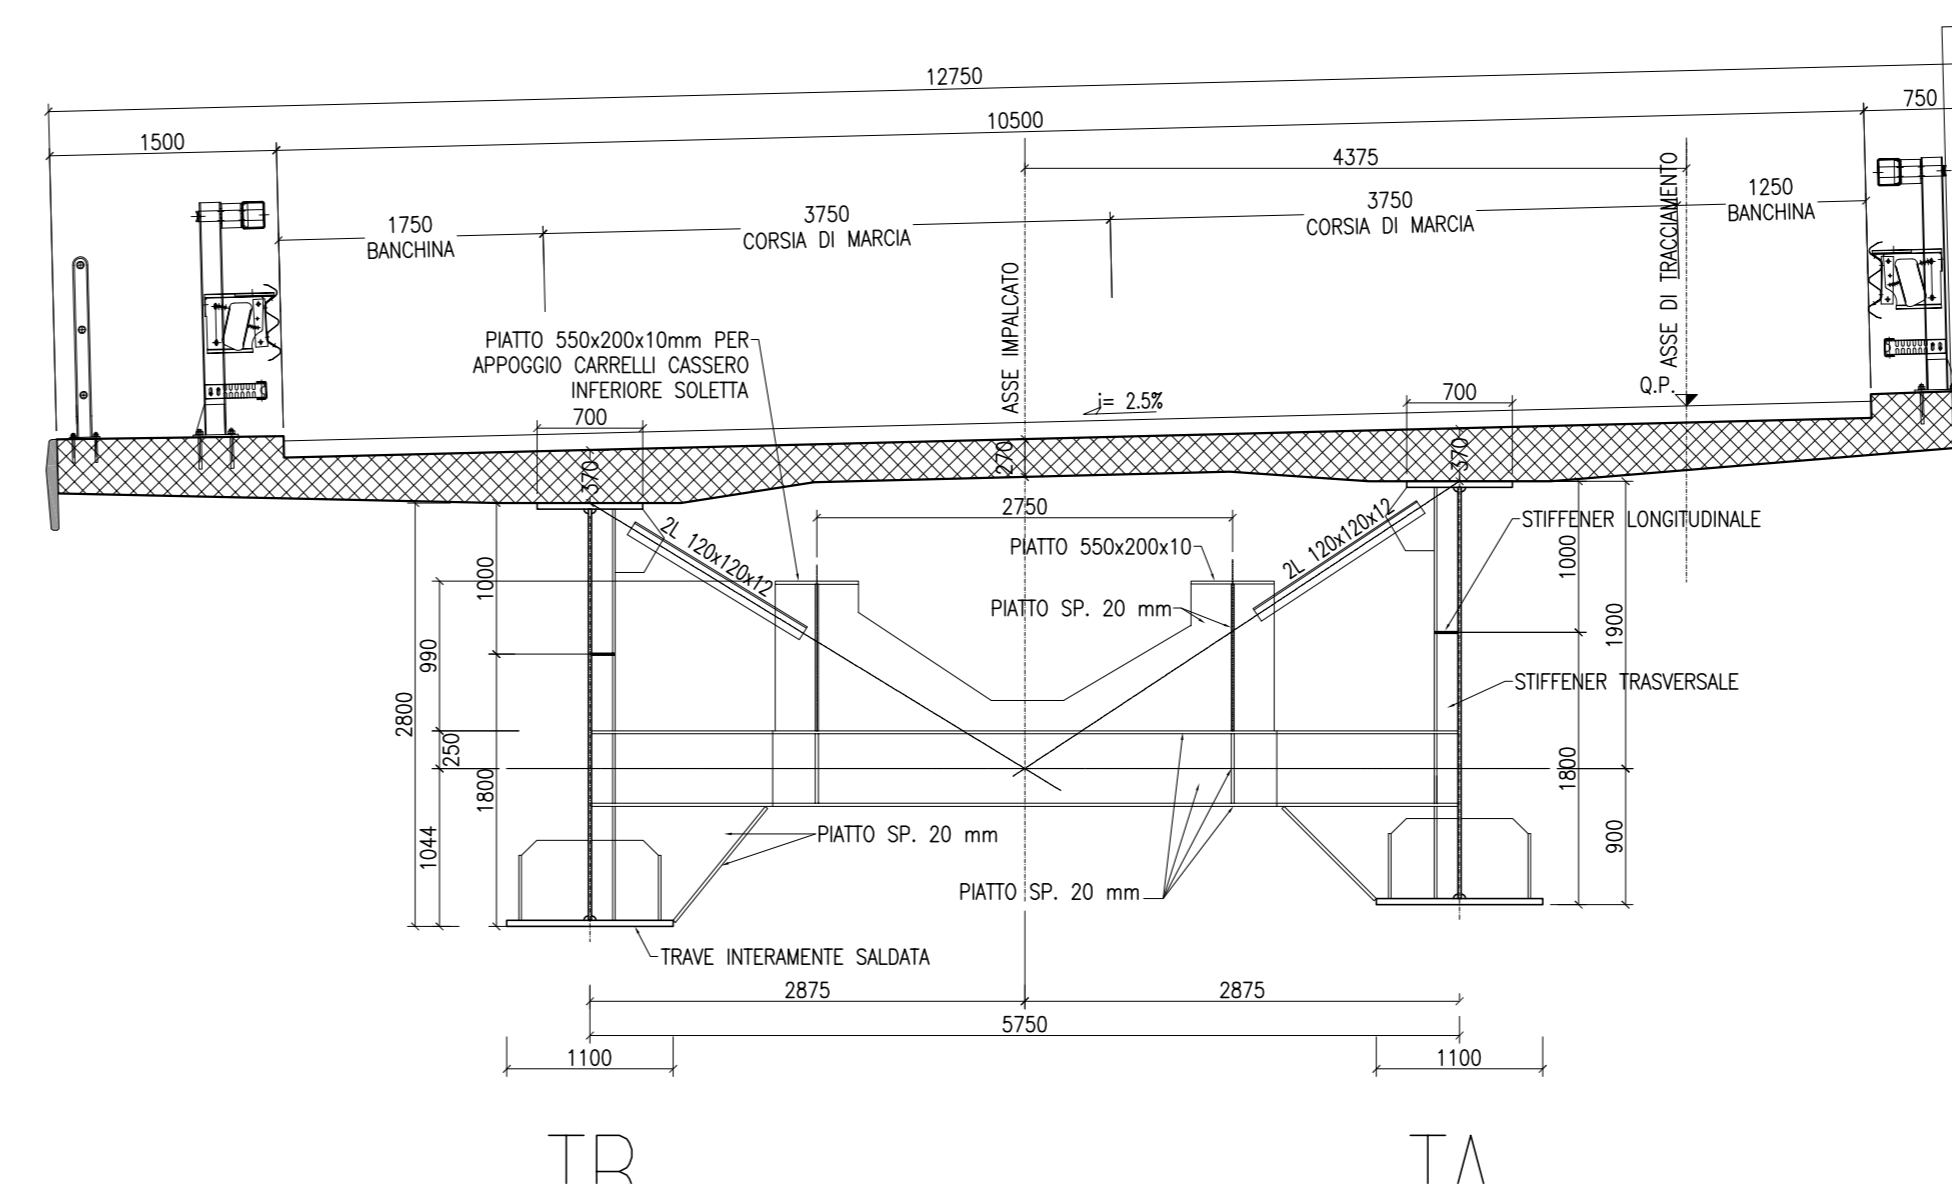 12750
10500
750
1500
4375
ASSE DI TRACCIAMENTO
1750
BANCHINA
3750
CORSIA DI MARCIA
3750
CORSIA DI MARCIA
1250
BANCHINA
ASSE IMPALCATO
PIATTO 550x200x10mm PER
APPOGGIO CARRELLI CASSERO
INFERIORE SOLETTA
i= 2.5%
Q.P.
700
700
370
270
370
2750
2L 120x120x12
2L 120x120x12
PIATTO 550x200x10
STIFFENER LONGITUDINALE
PIATTO SP. 20 mm
STIFFENER TRASVERSALE
1000
990
2800
250
1800
1044
1000
1900
1800
900
PIATTO SP. 20 mm
PIATTO SP. 20 mm
TRAVE INTERAMENTE SALDATA
2875
2875
5750
1100
1100
TA